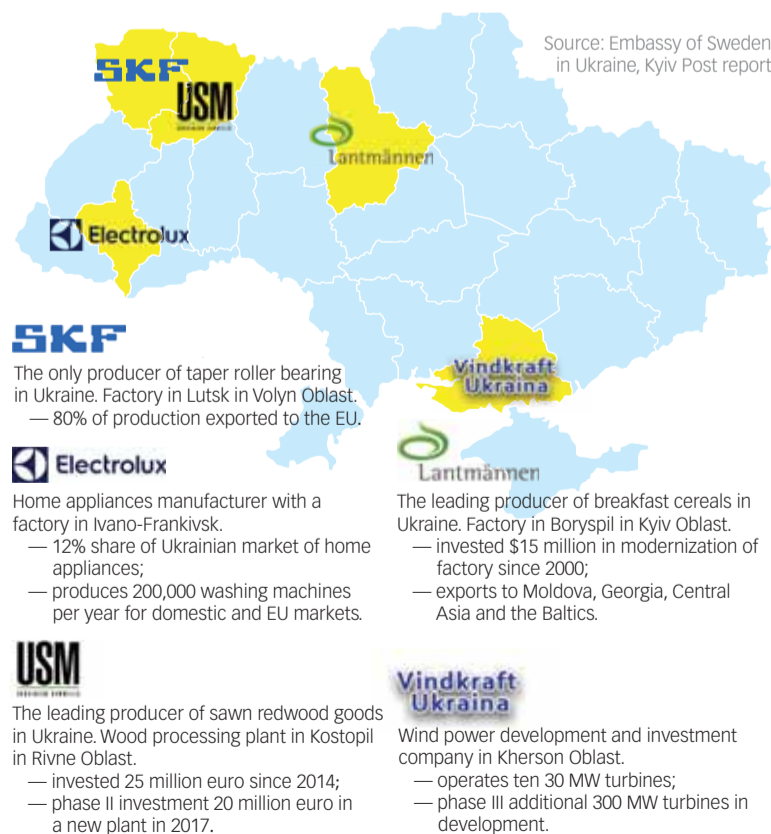 Source: Embassy of Sweden
in Ukraine, Kyiv Post report
SKF
USM
Lantmännen
Electrolux
Vindkraft
Ukraina
SKF
The only producer of taper roller bearing
in Ukraine. Factory in Lutsk in Volyn Oblast.
— 80% of production exported to the EU.
Electrolux
Home appliances manufacturer with a
factory in Ivano-Frankivsk.
— 12% share of Ukrainian market of home
appliances;
— produces 200,000 washing machines
per year for domestic and EU markets.
USM
The leading producer of sawn redwood goods
in Ukraine. Wood processing plant in Kostopil
in Rivne Oblast.
— invested 25 million euro since 2014;
— phase II investment 20 million euro in
a new plant in 2017.
Lantmännen
The leading producer of breakfast cereals in
Ukraine. Factory in Boryspil in Kyiv Oblast.
— invested $15 million in modernization of
factory since 2000;
— exports to Moldova, Georgia, Central
Asia and the Baltics.
Vindkraft
Ukraina
Wind power development and investment
company in Kherson Oblast.
— operates ten 30 MW turbines;
— phase III additional 300 MW turbines in
development.